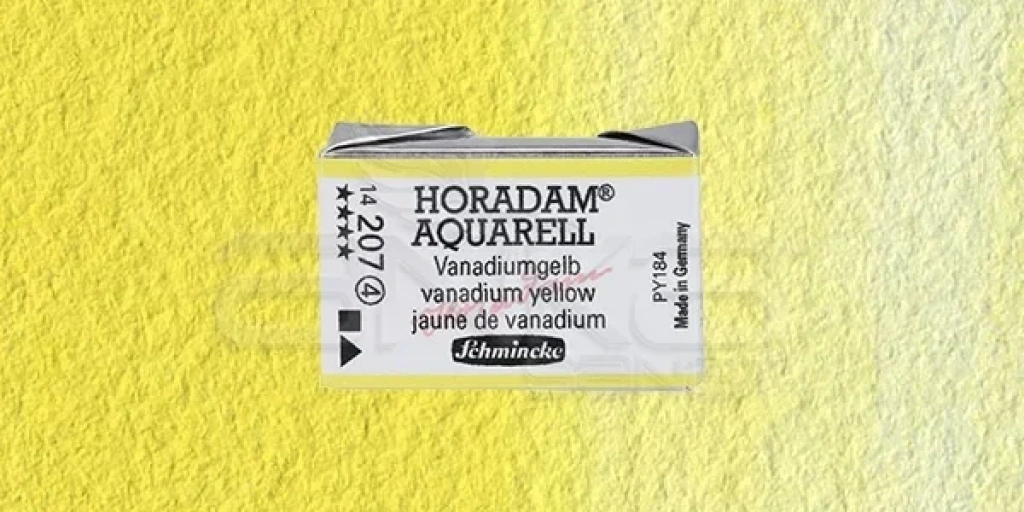 HORADAM®
AQUARELL
Vanadiumgelb
vanadium yellow
jaune de vanadium
Schmincke
14 207 4
★★★★
PY184
Made in Germany